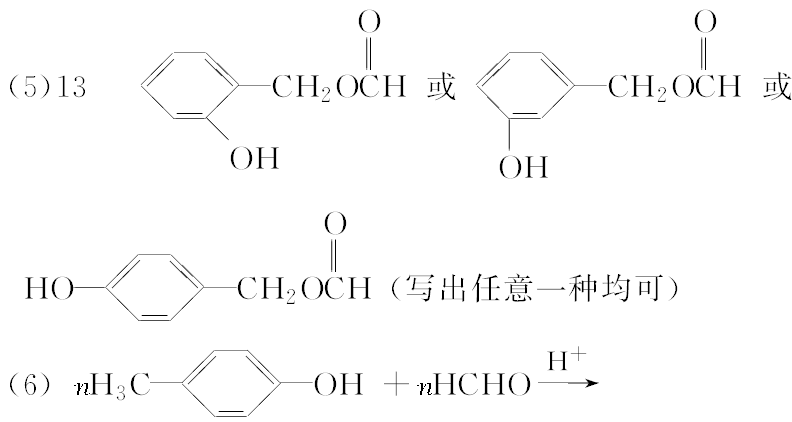 O O
(5)13 CH₂OCH 或 CH₂OCH 或
OH OH
O
HO CH₂OCH (写出任意一种均可)
(6) nH₃C OH + nHCHO H⁺→